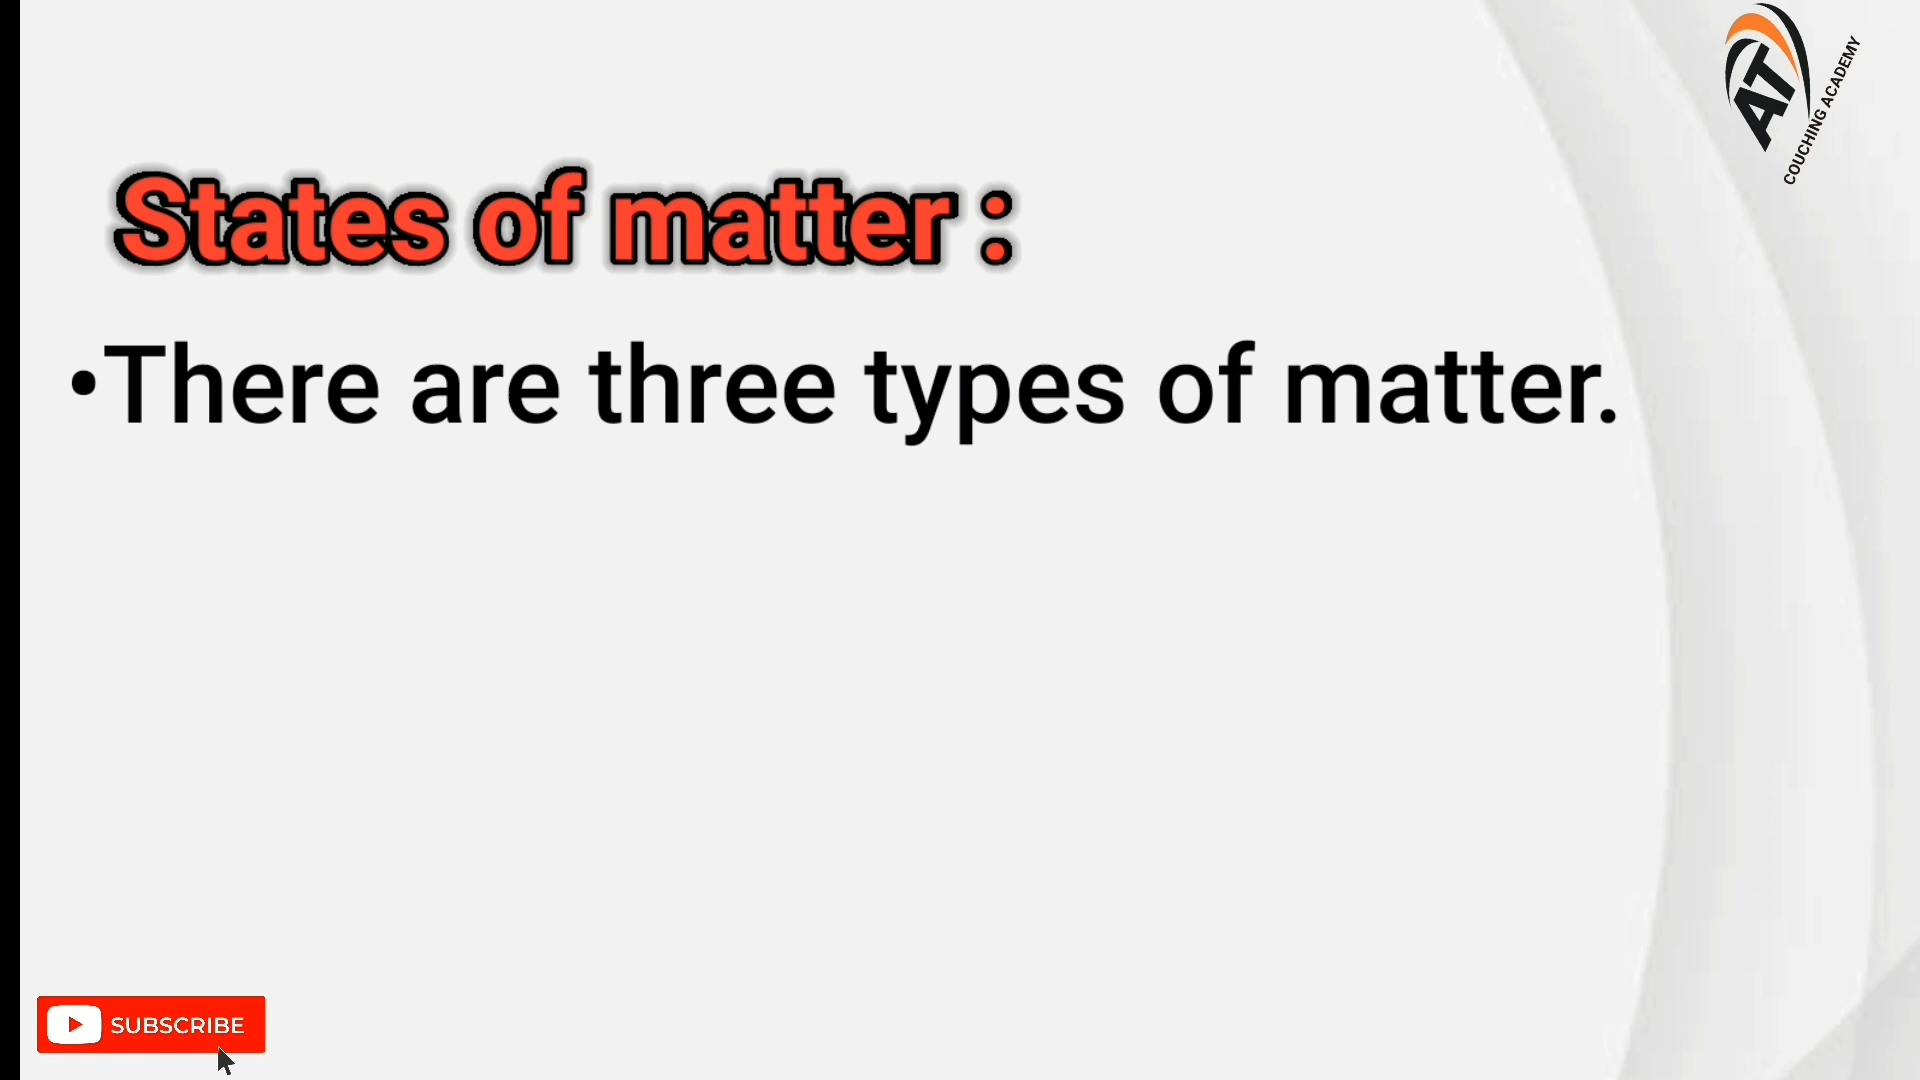 AT
COUCHING ACADEMY
States of matter :
•There are three types of matter.
SUBSCRIBE